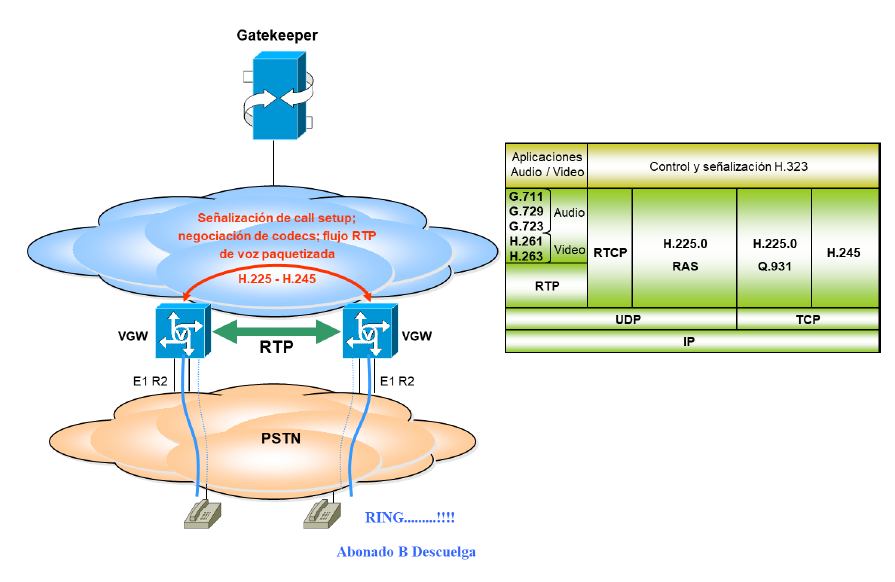 Gatekeeper
Señalización de call setup;
negociación de codecs; flujo RTP
de voz paquetizada
H.225 - H.245
VGW
V
RTP
V
VGW
E1 R2
E1 R2
PSTN
RING.........!!!!
Abonado B Descuelga
Aplicaciones
Audio / Video
Control y señalización H.323
G.711
G.729
G.723
Audio
H.261
H.263
Video
RTP
RTCP
H.225.0
RAS
H.225.0
Q.931
H.245
UDP
TCP
IP